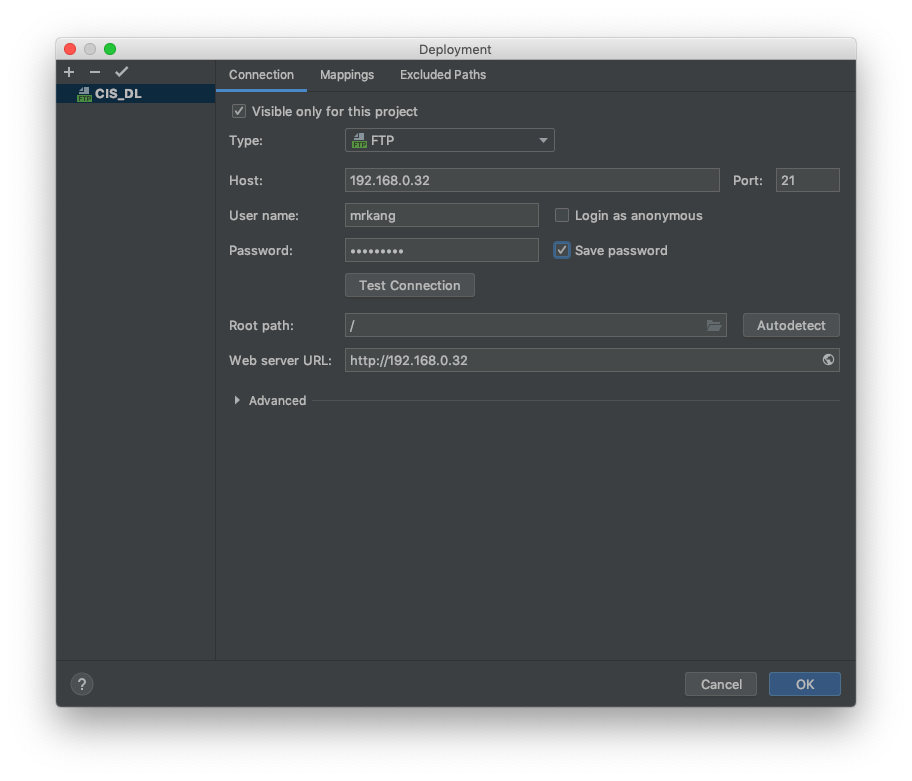 Deployment
CIS_DL
Connection Mappings Excluded Paths
Visible only for this project
Type: FTP
Host: 192.168.0.32 Port: 21
User name: mrkang Login as anonymous
Password: ••••••••• Save password
Test Connection
Root path: / Autodetect
Web server URL: http://192.168.0.32
Advanced
? Cancel OK